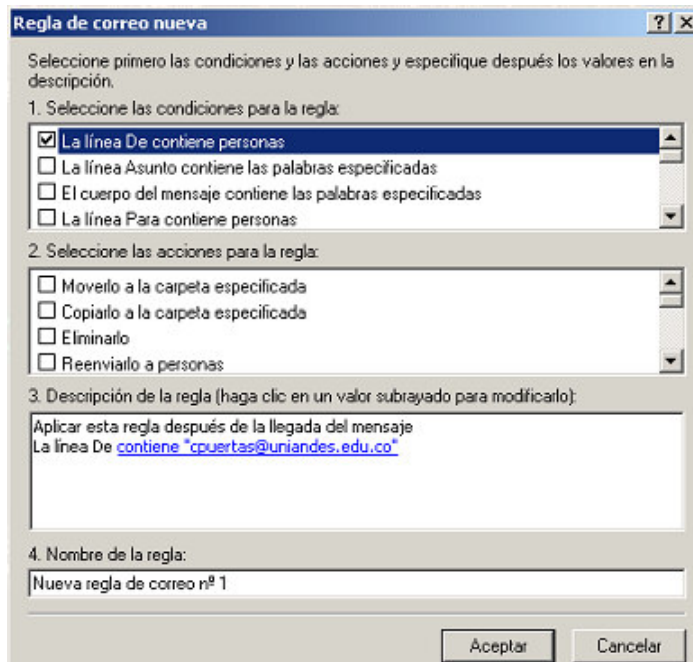 Regla de correo nueva
Seleccione primero las condiciones y las acciones y especifique después los valores en la
descripción.
1. Seleccione las condiciones para la regla:
La línea De contiene personas
La línea Asunto contiene las palabras especificadas
El cuerpo del mensaje contiene las palabras especificadas
La línea Para contiene personas
2. Seleccione las acciones para la regla:
Moverlo a la carpeta especificada
Copiarlo a la carpeta especificada
Eliminarlo
Reenviarlo a personas
3. Descripción de la regla (haga clic en un valor subrayado para modificarlo):
Aplicar esta regla después de la llegada del mensaje
La línea De contiene "cpuertas@uniandes.edu.co"
4. Nombre de la regla:
Nueva regla de correo nº 1
Aceptar Cancelar